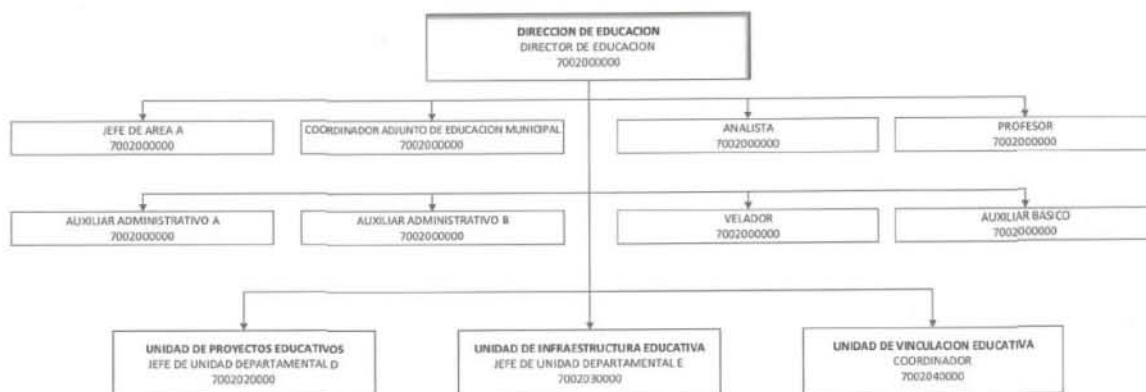 DIRECCION DE EDUCACION
DIRECTOR DE EDUCACION
7002000000
JEFE DE AREA A
7002000000
COORDINADOR ADJUNTO DE EDUCACION MUNICIPAL
7002000000
ANALISTA
7002000000
PROFESOR
7002000000
AUXILIAR ADMINISTRATIVO A
7002000000
AUXILIAR ADMINISTRATIVO B
7002000000
VELADOR
7002000000
AUXILIAR BASICO
7002000000
UNIDAD DE PROYECTOS EDUCATIVOS
JEFE DE UNIDAD DEPARTAMENTAL D
7002020000
UNIDAD DE INFRAESTRUCTURA EDUCATIVA
JEFE DE UNIDAD DEPARTAMENTAL E
7002030000
UNIDAD DE VINCULACION EDUCATIVA
COORDINADOR
7002040000